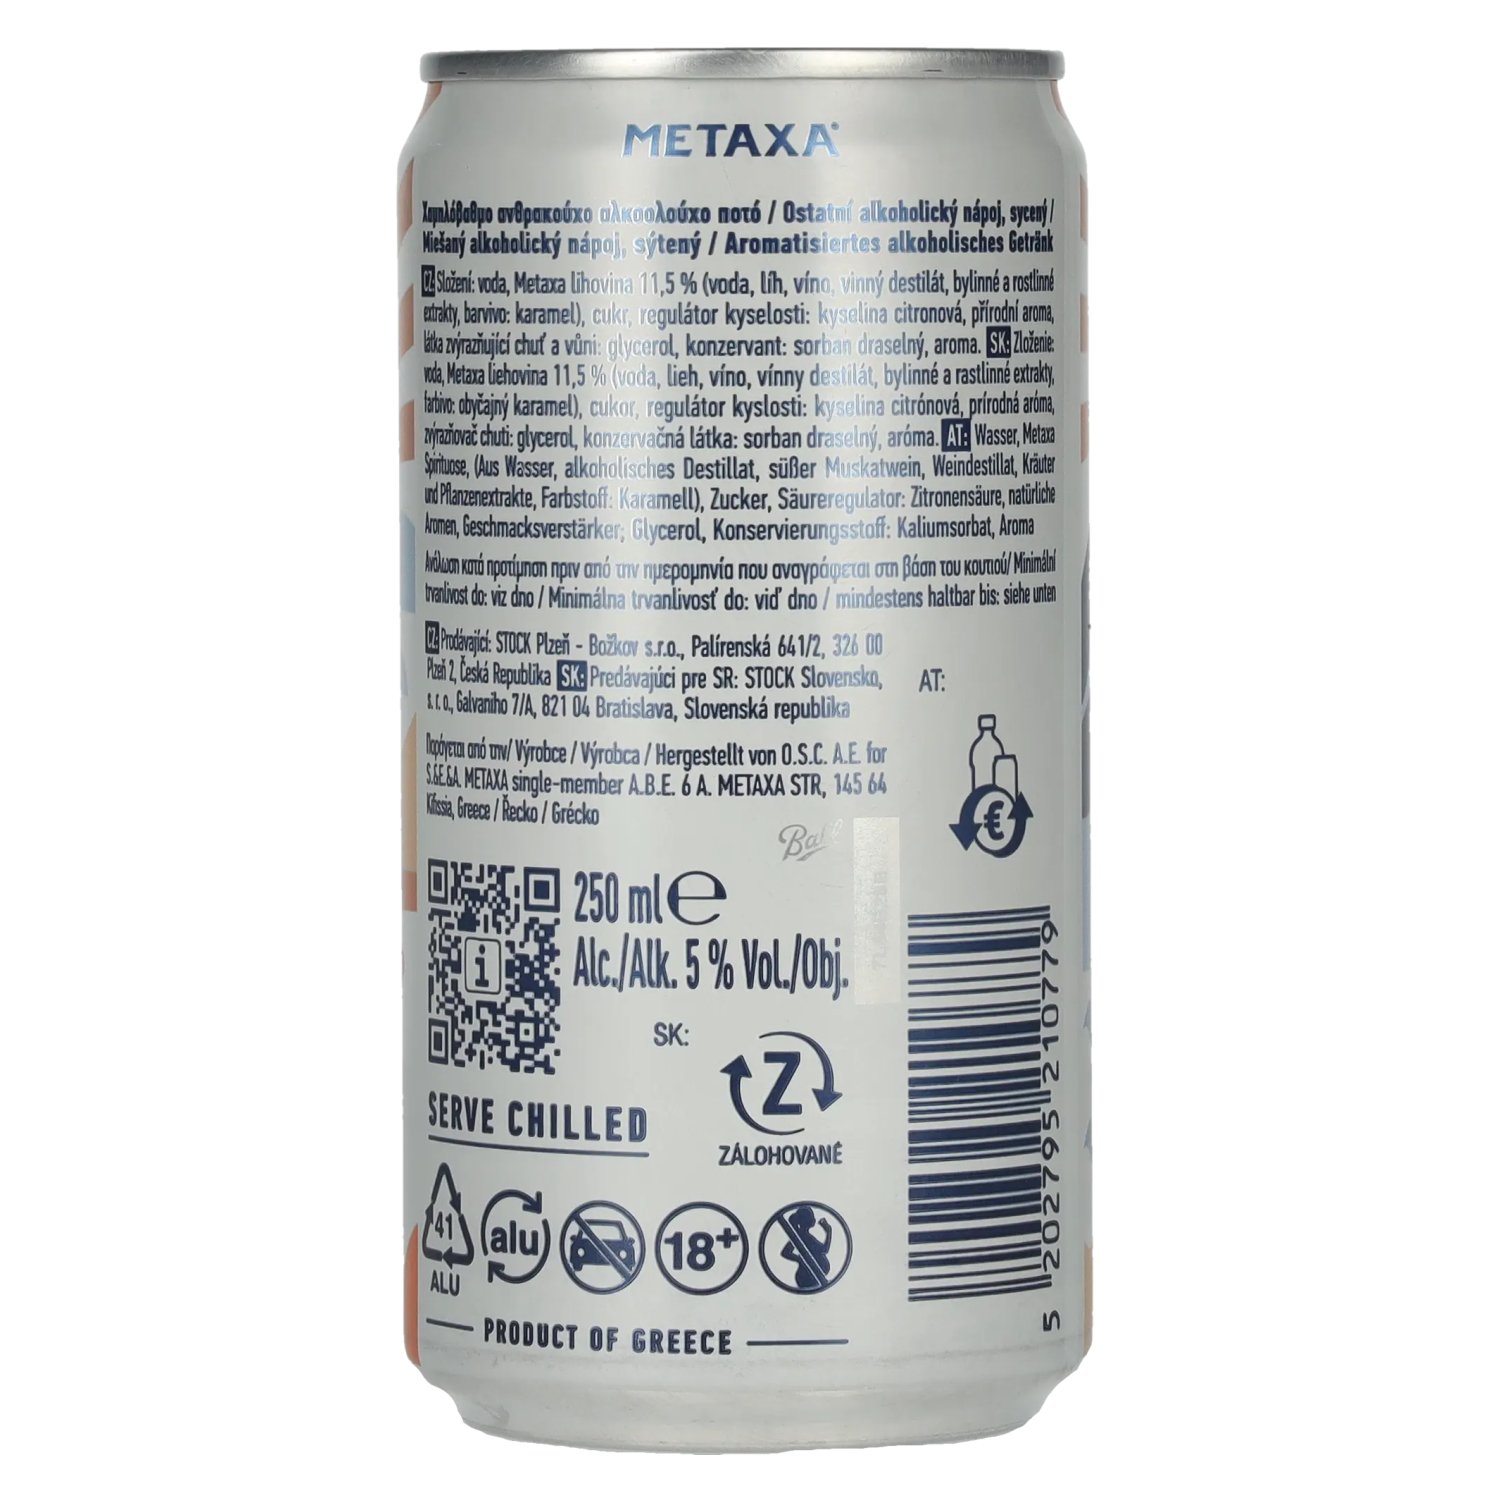 METAXA
Χαμηλόβαθμο ανθρακούχο αλκοολούχο ποτό / Ostatní alkoholický nápoj, sycený /
Miešaný alkoholický nápoj, sýtený / Aromatisiertes alkoholisches Getränk
CZ: Složení: voda, Metaxa lihovina 11,5 % (voda, líh, víno, vinný destilát, bylinné a rostlinné
extrakty, barvivo: karamel), cukr, regulátor kyselosti: kyselina citronová, přírodní aroma,
látka zvýrazňující chuť a vůni: glycerol, konzervant: sorban draselný, aroma. SK: Zloženie:
voda, Metaxa liehovina 11,5 % (voda, lieh, víno, vínny destilát, bylinné a rastlinné extrakty,
farbivo: obyčajný karamel), cukor, regulátor kyslosti: kyselina citrónová, prírodná aróma,
zvýrazňovač chuti: glycerol, konzervačná látka: sorban draselný, aróma. AT: Wasser, Metaxa
Spirituose, (Aus Wasser, alkoholisches Destillat, süßer Muskatwein, Weindestillat, Kräuter
und Pflanzenextrakte, Farbstoff: Karamell), Zucker, Säureregulator: Zitronensäure, natürliche
Aromen, Geschmacksverstärker; Glycerol, Konservierungsstoff: Kaliumsorbat, Aroma
Ανάλωση κατά προτίμηση πριν από την ημερομηνία που αναγράφεται στη βάση του κουτιού/ Minimální
trvanlivost do: viz dno / Minimálna trvanlivosť do: viď dno / mindestens haltbar bis: siehe unten
CZ: Prodávající: STOCK Plzeň - Božkov s.r.o., Palírenská 641/2, 326 00
Plzeň 2, Česká Republika SK: Predávajúci pre SR: STOCK Slovensko,
s. r. o., Galvaniho 7/A, 821 04 Bratislava, Slovenská republika
Παράγεται από την/ Výrobce / Výrobca / Hergestellt von O.S.C. A.E. for
S.&E.&A. METAXA single-member A.B.E. 6 A. METAXA STR, 145 64
Kifissia, Greece / Řecko / Grécko
AT:
€
Ball
i
250 ml e
Alc./Alk. 5 % Vol./Obj.
SK:
Z
ZÁLOHOVANÉ
SERVE CHILLED
41
ALU
alu
18+
PRODUCT OF GREECE
5 202795 210779